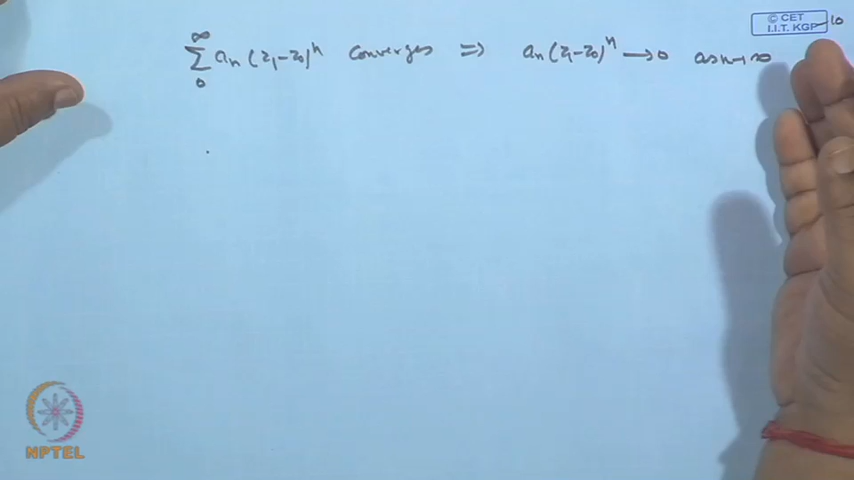 © CET
I.I.T. KGP
10
∞
∑ aₙ (z₁ - z₀)ⁿ converges ⇒ aₙ (z₁ - z₀)ⁿ → 0 as n → ∞
0
NPTEL